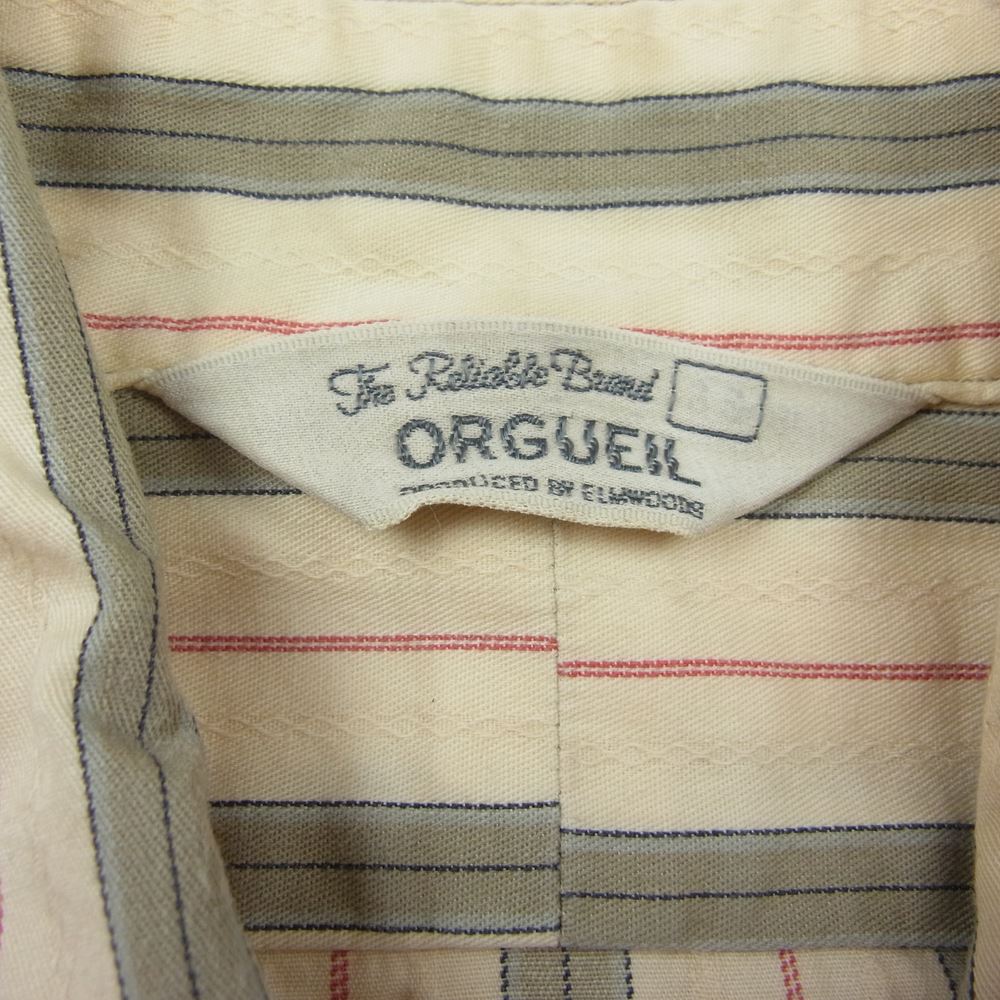 The Reliable Brand
ORGUEIL
PRODUCED BY ELMWOODS